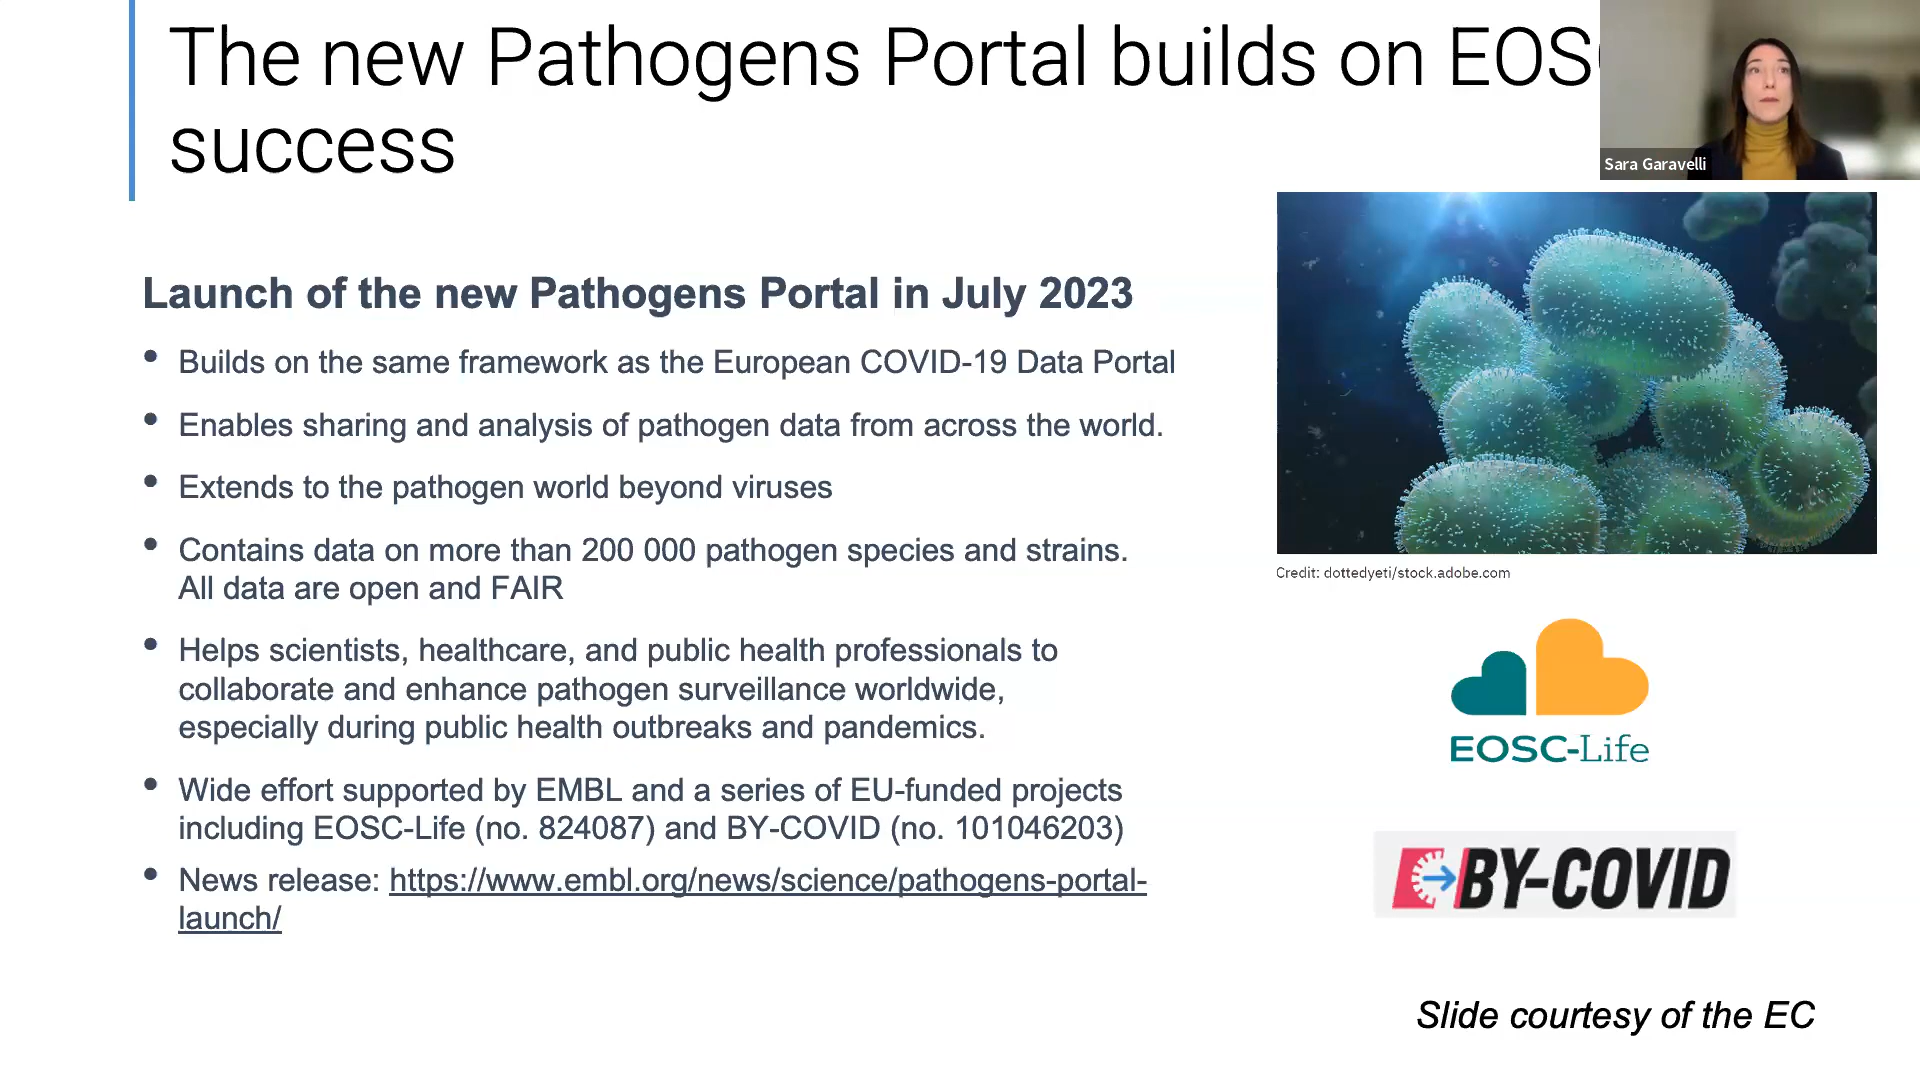 The new Pathogens Portal builds on EOS
success
Sara Garavelli
Launch of the new Pathogens Portal in July 2023
• Builds on the same framework as the European COVID-19 Data Portal
• Enables sharing and analysis of pathogen data from across the world.
• Extends to the pathogen world beyond viruses
• Contains data on more than 200 000 pathogen species and strains.
All data are open and FAIR
• Helps scientists, healthcare, and public health professionals to
collaborate and enhance pathogen surveillance worldwide,
especially during public health outbreaks and pandemics.
• Wide effort supported by EMBL and a series of EU-funded projects
including EOSC-Life (no. 824087) and BY-COVID (no. 101046203)
• News release: https://www.embl.org/news/science/pathogens-portal-
launch/
Credit: dottedyeti/stock.adobe.com
EOSC-Life
BY-COVID
Slide courtesy of the EC